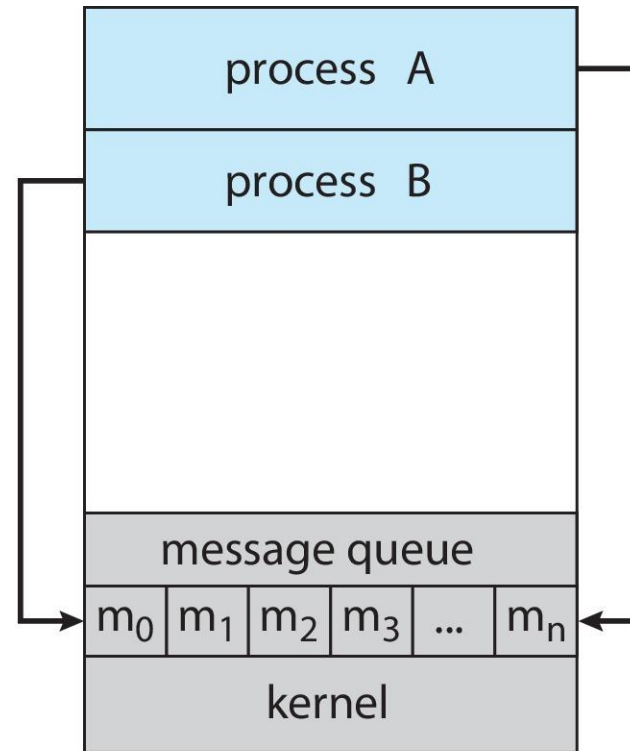 process A
process B
message queue
m₀ m₁ m₂ m₃ ... mₙ
kernel